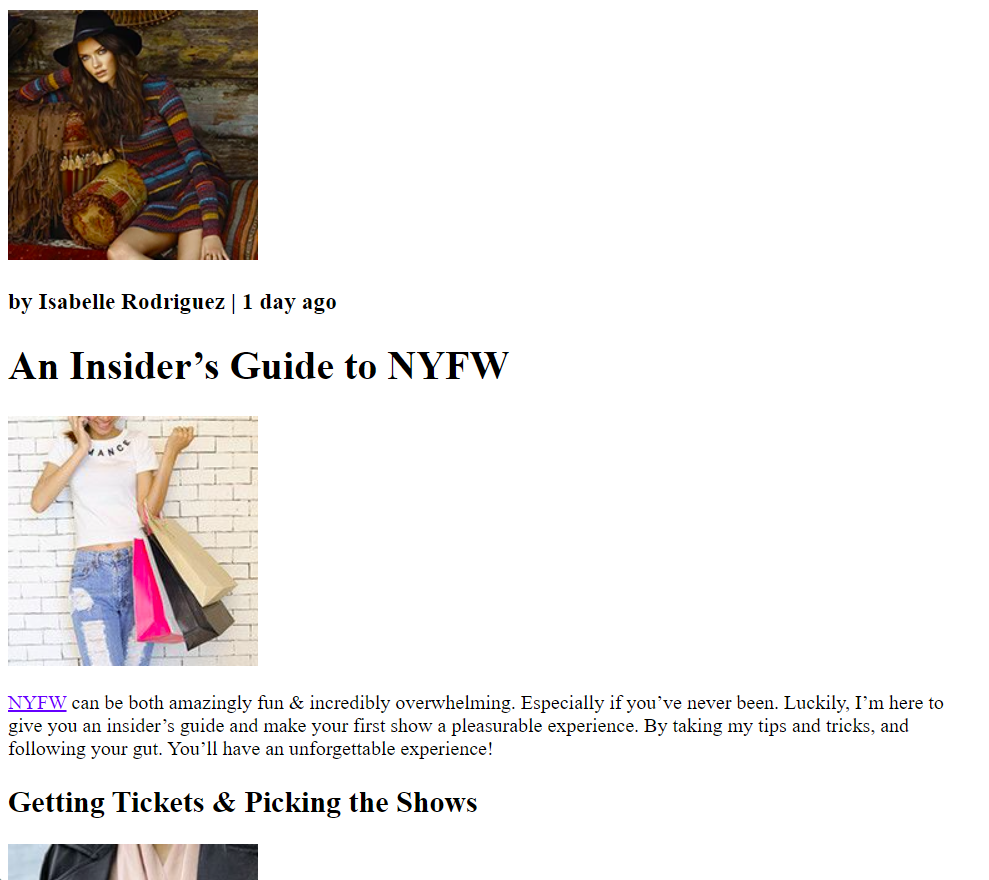 by Isabelle Rodriguez | 1 day ago
An Insider’s Guide to NYFW
MANCE
NYFW can be both amazingly fun & incredibly overwhelming. Especially if you’ve never been. Luckily, I’m here to
give you an insider’s guide and make your first show a pleasurable experience. By taking my tips and tricks, and
following your gut. You’ll have an unforgettable experience!
Getting Tickets & Picking the Shows